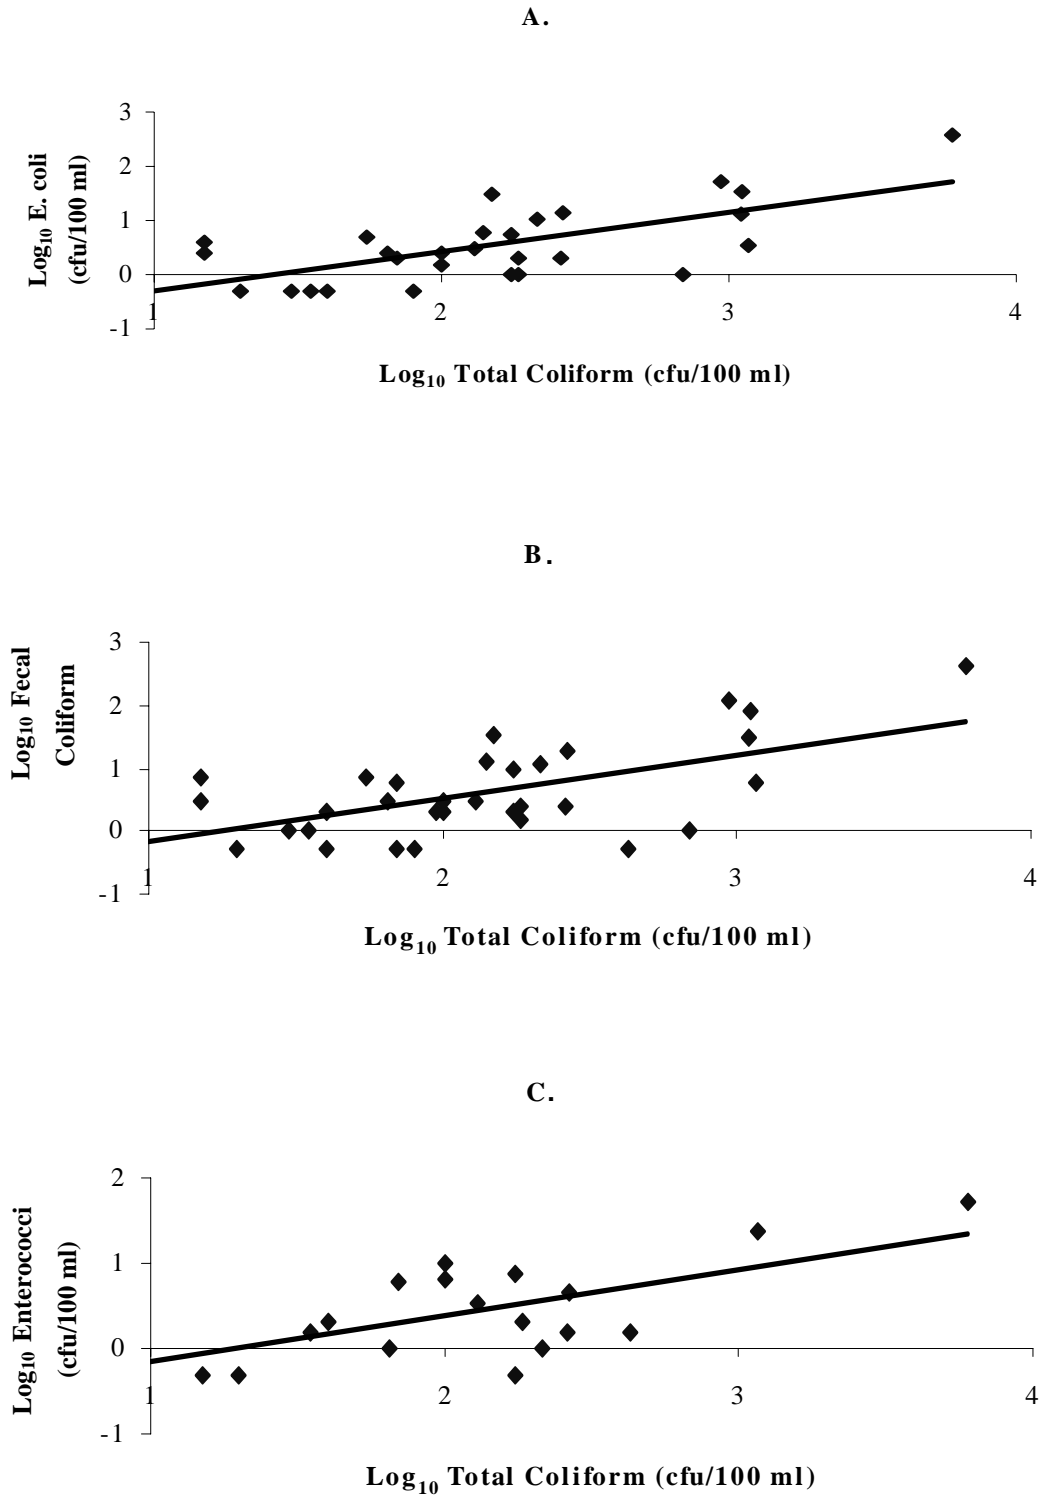 A.
3
2
1
0
-1
1
2
3
4
Log₁₀ E. coli
(cfu/100 ml)
Log₁₀ Total Coliform (cfu/100 ml)
B.
3
2
1
0
-1
1
2
3
4
Log₁₀ Fecal
Coliform
Log₁₀ Total Coliform (cfu/100 ml)
C.
2
1
0
-1
1
2
3
4
Log₁₀ Enterococci
(cfu/100 ml)
Log₁₀ Total Coliform (cfu/100 ml)